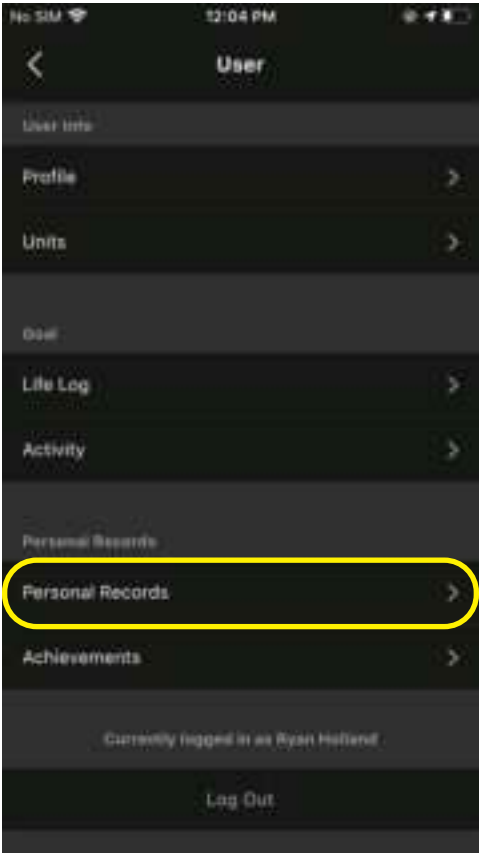 No SIM 12:04 PM
User
User Info
Profile
Units
Goal
Life Log
Activity
Personal Records
Personal Records
Achievements
Currently logged in as Ryan Holland
Log Out